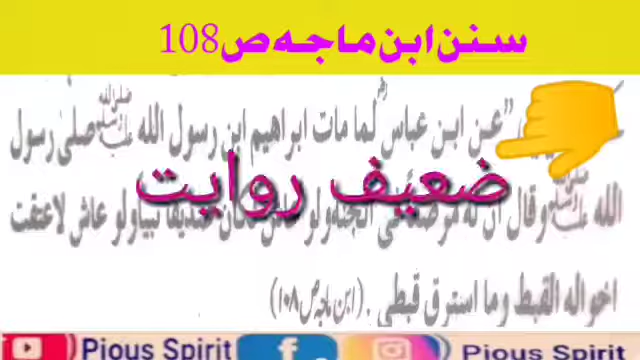 سنن ابن ماجہ ص108
"عن ابن عباس لما مات ابراهيم ابن رسول الله ﷺ صلى رسول
ضعیف روایت
الله ﷺ وقال ان له مرضعا في الجنة ولو عاش لكان صديقا نبيا ولو عاش لاعتقت
اخواله القبط وما استرق قبطى . (ابن ماجہ ص ۱۰۸)
Pious Spirit
Pious Spirit